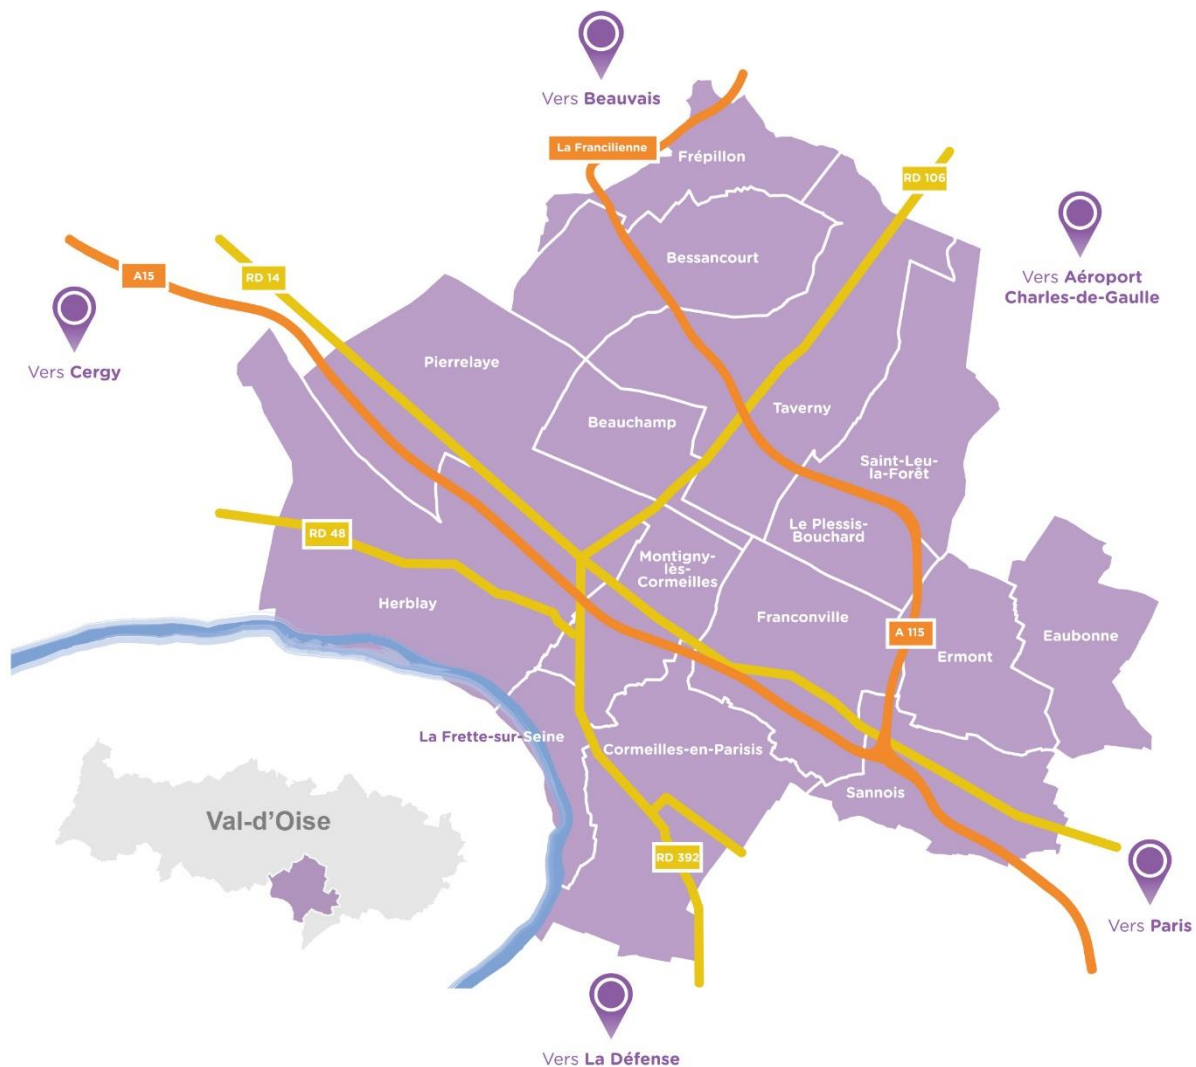 Vers Beauvais
La Francilienne
Frépillon
RD 106
Bessancourt
A15
RD 14
Vers Aéroport
Charles-de-Gaulle
Vers Cergy
Pierrelaye
Taverny
Beauchamp
Saint-Leu-
la-Forêt
Le Plessis-
Bouchard
RD 48
Montigny-
lès-
Cormeilles
Herblay
Franconville
A 115
Ermont
Eaubonne
La Frette-sur-Seine
Cormeilles-en-Parisis
Sannois
Val-d'Oise
RD 392
Vers Paris
Vers La Défense